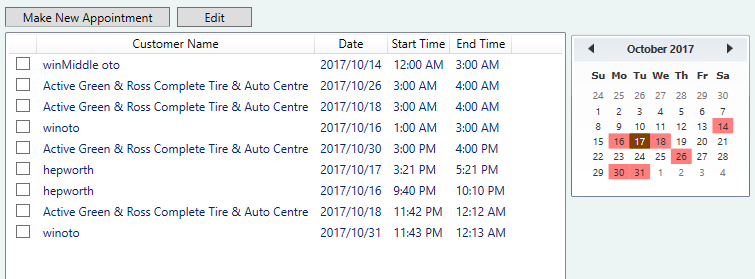 Make New Appointment Edit
Customer Name Date Start Time End Time
winMiddle oto 2017/10/14 12:00 AM 3:00 AM
Active Green & Ross Complete Tire & Auto Centre 2017/10/26 3:00 AM 4:00 AM
Active Green & Ross Complete Tire & Auto Centre 2017/10/18 3:00 AM 4:00 AM
winoto 2017/10/16 1:00 AM 3:00 AM
Active Green & Ross Complete Tire & Auto Centre 2017/10/30 3:00 PM 4:00 PM
hepworth 2017/10/17 3:21 PM 5:21 PM
hepworth 2017/10/16 9:40 PM 10:10 PM
Active Green & Ross Complete Tire & Auto Centre 2017/10/18 11:42 PM 12:12 AM
winoto 2017/10/31 11:43 PM 12:13 AM
October 2017
Su Mo Tu We Th Fr Sa
24 25 26 27 28 29 30
1 2 3 4 5 6 7
8 9 10 11 12 13 14
15 16 17 18 19 20 21
22 23 24 25 26 27 28
29 30 31 1 2 3 4